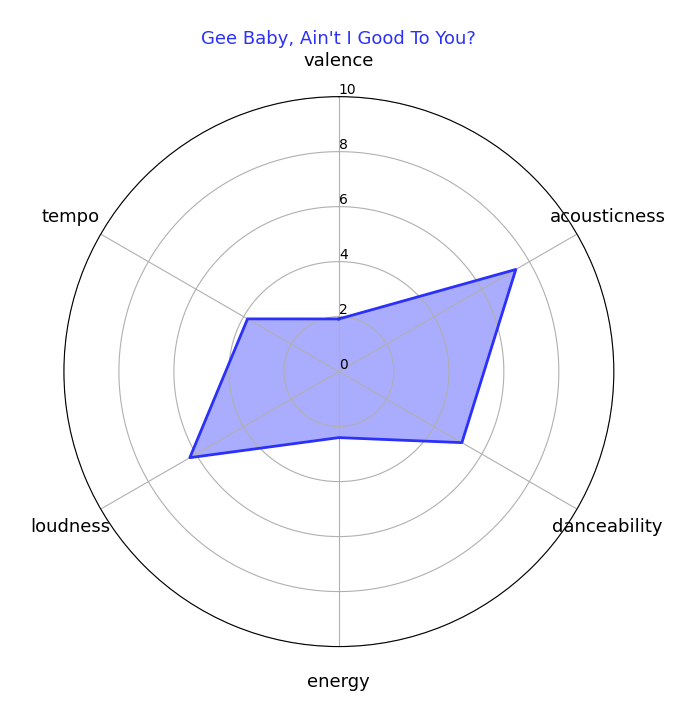 Gee Baby, Ain't I Good To You?
valence
10
8
tempo
acousticness
6
4
2
0
loudness
danceability
energy